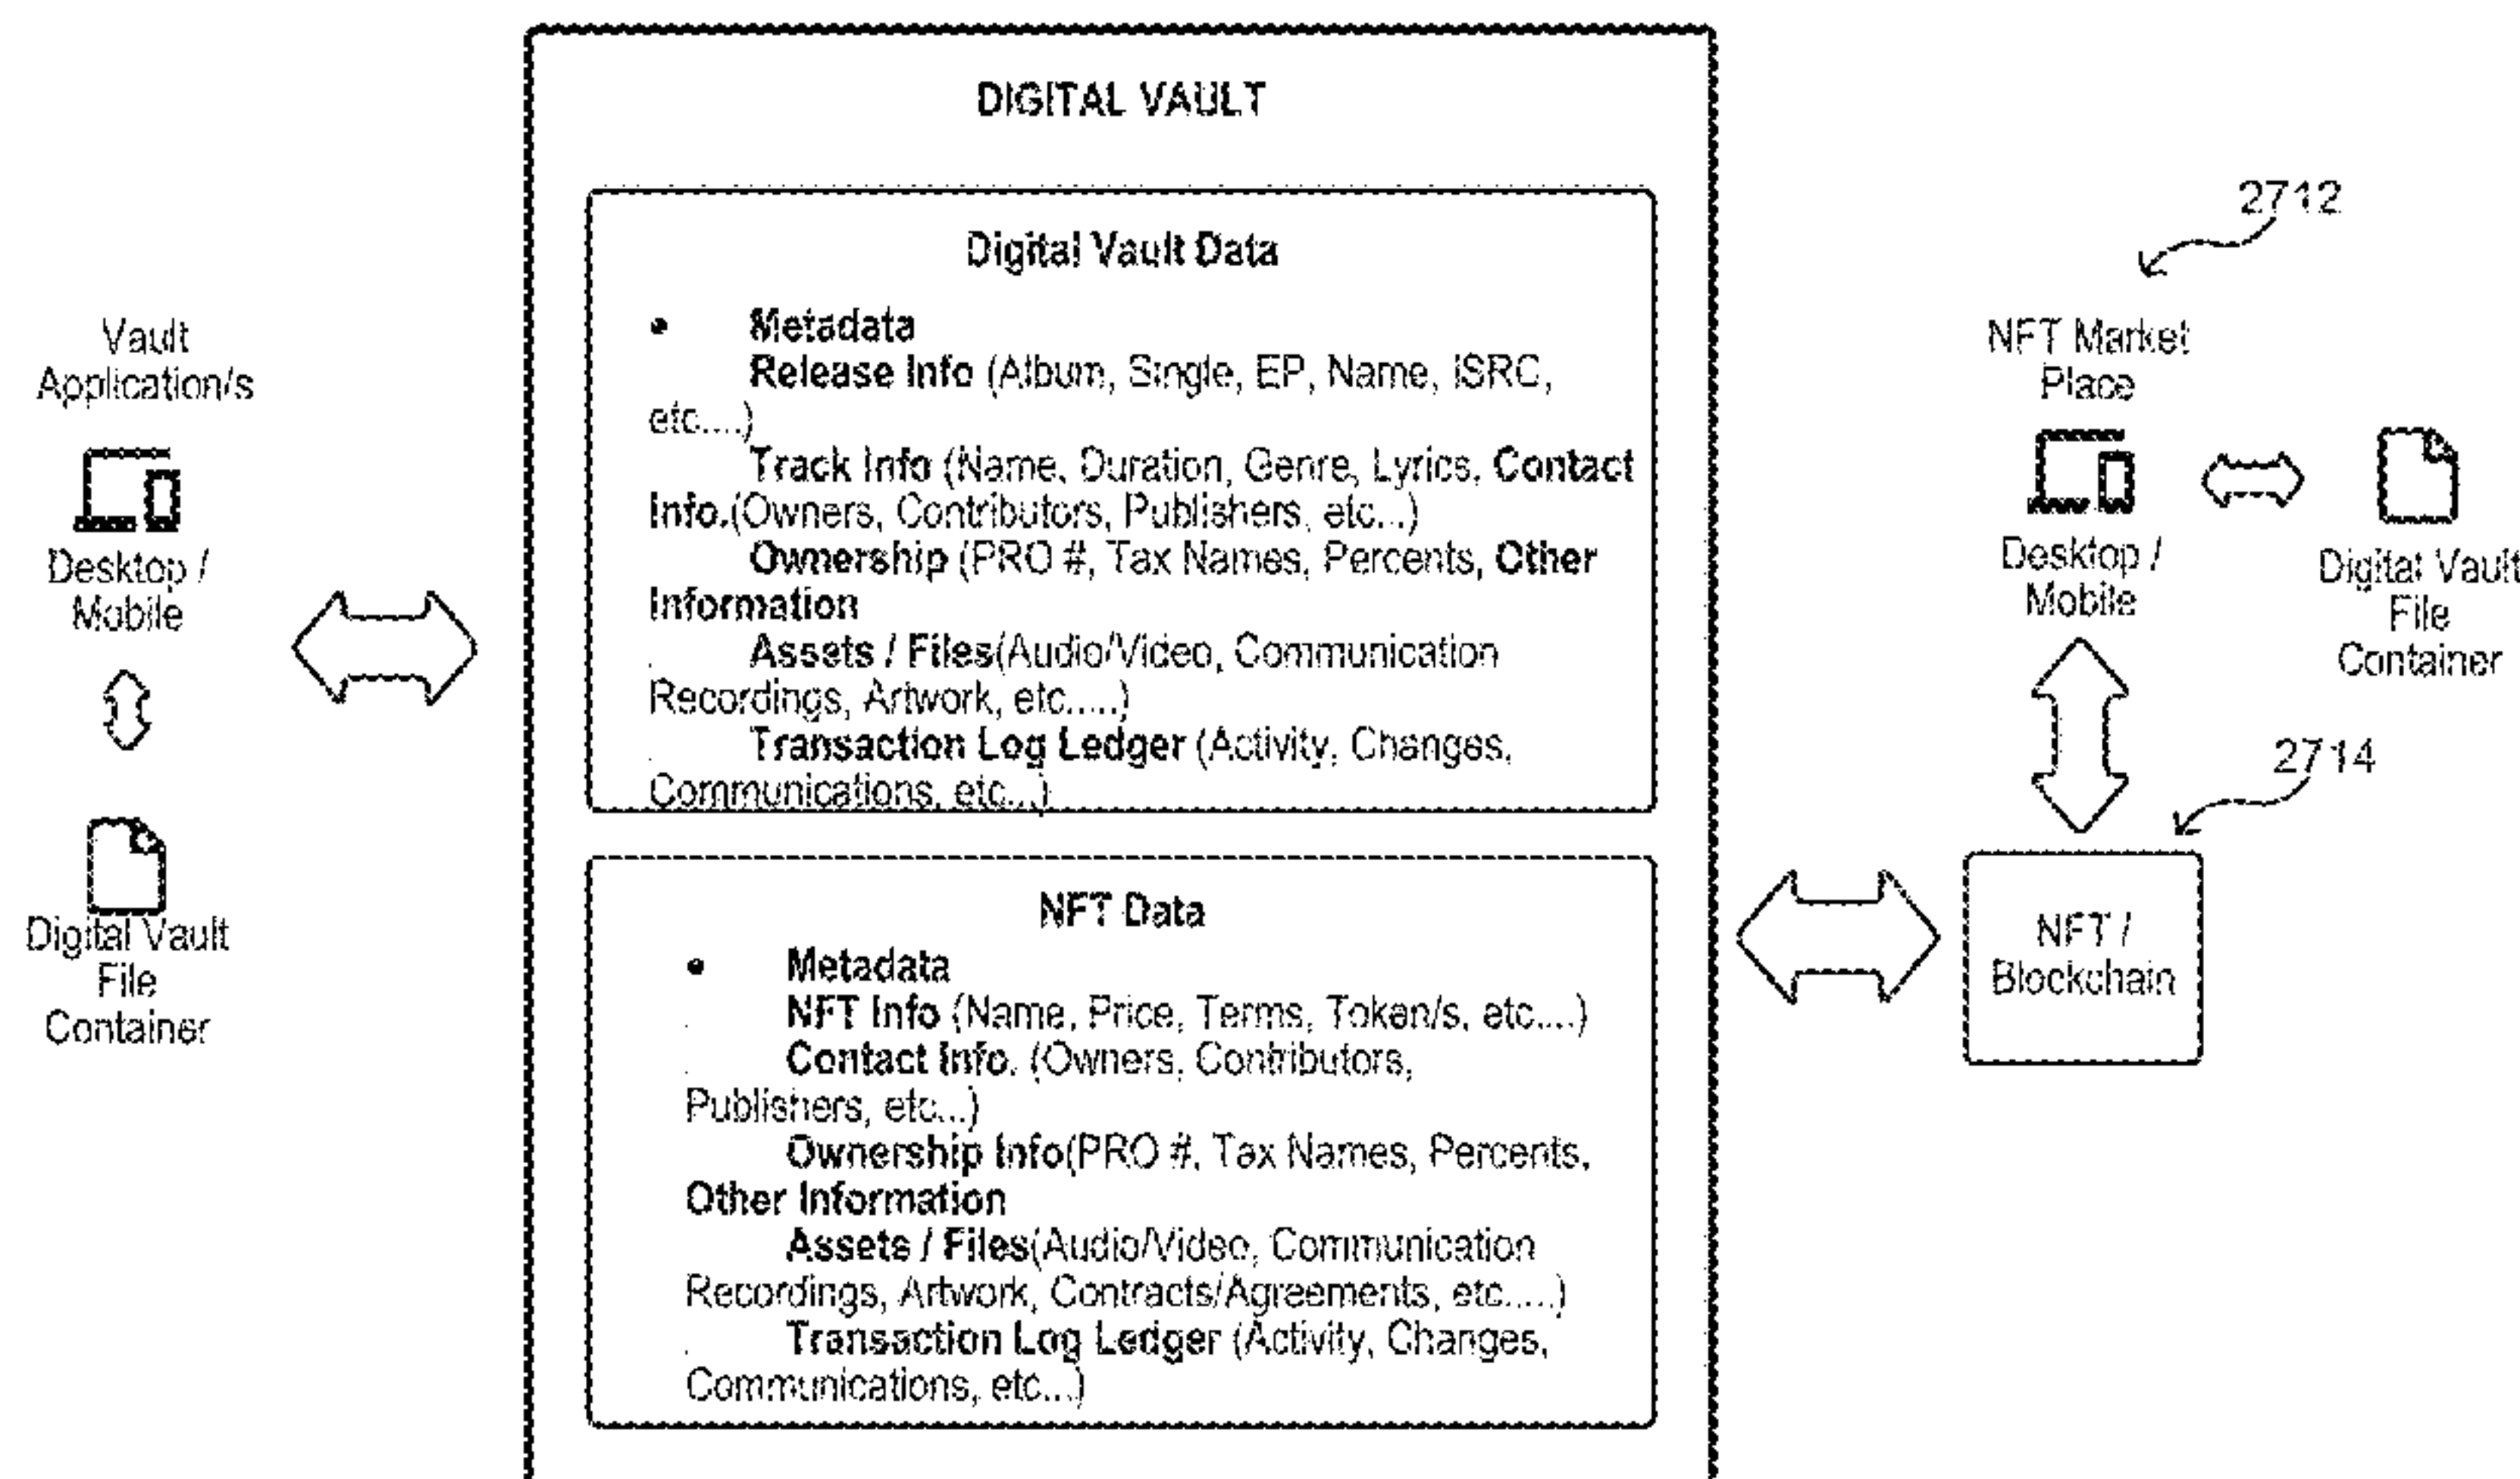 DIGITAL VAULT
Digital Vault Data
• Metadata
Release Info (Album, Single, EP, Name, ISRC,
etc....)
Track Info (Name, Duration, Genre, Lyrics, Contact
Info.(Owners, Contributors, Publishers, etc...)
Ownership (PRO #, Tax Names, Percents, Other
Information
. Assets / Files(Audio/Video, Communication
Recordings, Artwork, etc.....)
. Transaction Log Ledger (Activity, Changes,
Communications, etc...)
NFT Data
• Metadata
. NFT Info (Name, Price, Terms, Token/s, etc....)
. Contact Info. (Owners, Contributors,
Publishers, etc...)
Ownership Info(PRO #, Tax Names, Percents,
Other Information
Assets / Files(Audio/Video, Communication
Recordings, Artwork, Contracts/Agreements, etc.....)
. Transaction Log Ledger (Activity, Changes,
Communications, etc...)
Vault
Application/s
Desktop /
Mobile
Digital Vault
File
Container
2712
NFT Market
Place
Desktop /
Mobile
Digital Vault
File
Container
2714
NFT /
Blockchain